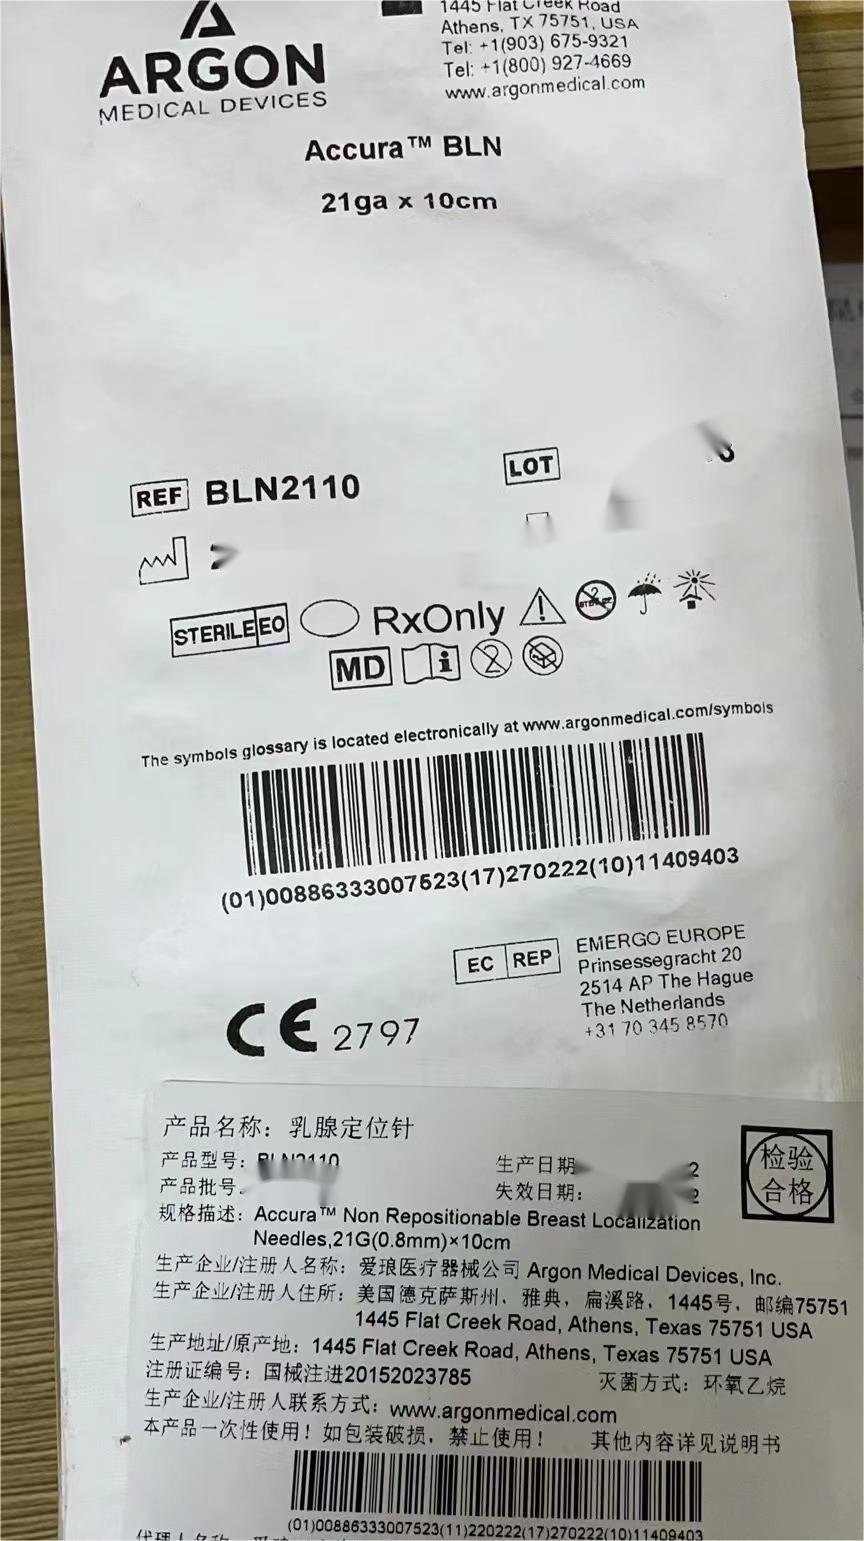 1445 Flat Creek Road
Athens, TX 75751, USA
Tel: +1(903) 675-9321
Tel: +1(800) 927-4669
www.argonmedical.com
ARGON
MEDICAL DEVICES
Accura™ BLN
21ga x 10cm
REF BLN2110
LOT
STERILE EO
RxOnly
MD
The symbols glossary is located electronically at www.argonmedical.com/symbols
(01)00886333007523(17)270222(10)11409403
EC REP
EMERGO EUROPE
Prinsessegracht 20
2514 AP The Hague
The Netherlands
+31 70 345 8570
CE 2797
产品名称：乳腺定位针
产品型号：BLN2110
生产日期 2
产品批号
失效日期： 2
检验
合格
规格描述：Accura™ Non Repositionable Breast Localization
Needles,21G(0.8mm)×10cm
生产企业/注册人名称：爱琅医疗器械公司 Argon Medical Devices, Inc.
生产企业/注册人住所：美国德克萨斯州，雅典，扁溪路，1445号，邮编75751
1445 Flat Creek Road, Athens, Texas 75751 USA
生产地址/原产地：1445 Flat Creek Road, Athens, Texas 75751 USA
注册证编号：国械注进20152023785
灭菌方式：环氧乙烷
生产企业/注册人联系方式：www.argonmedical.com
本产品一次性使用！如包装破损，禁止使用！ 其他内容详见说明书
(01)00886333007523(11)220222(17)270222(10)11409403